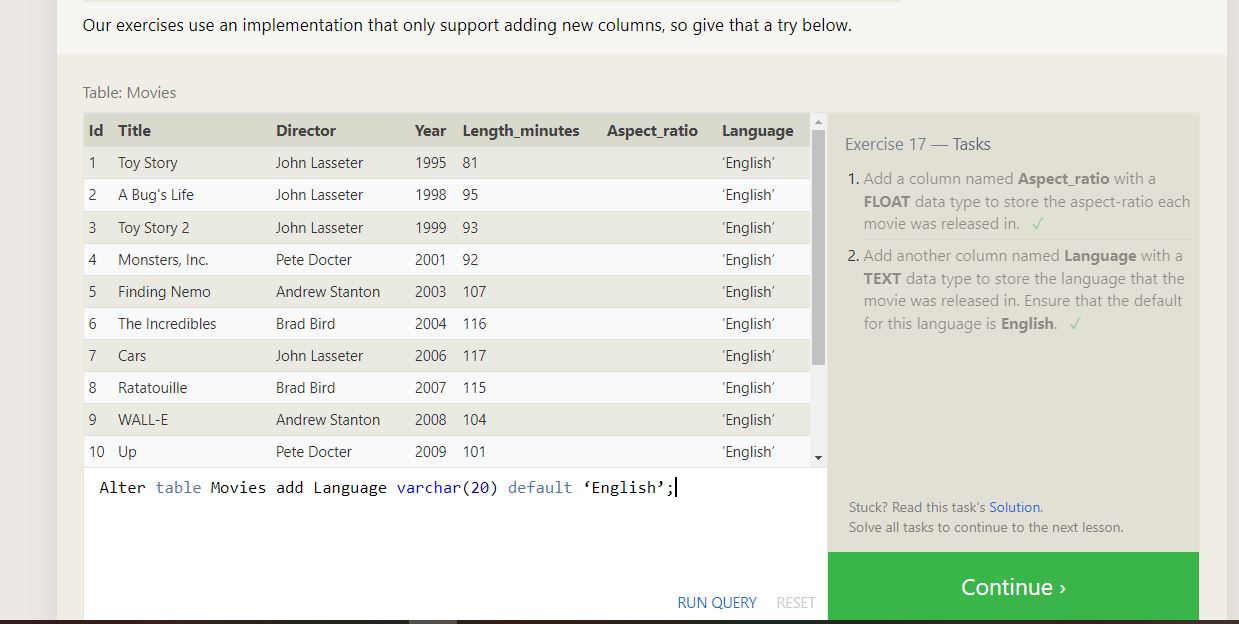 Our exercises use an implementation that only support adding new columns, so give that a try below.
Table: Movies
Id Title Director Year Length_minutes Aspect_ratio Language
1 Toy Story John Lasseter 1995 81 ‘English’
2 A Bug's Life John Lasseter 1998 95 ‘English’
3 Toy Story 2 John Lasseter 1999 93 ‘English’
4 Monsters, Inc. Pete Docter 2001 92 ‘English’
5 Finding Nemo Andrew Stanton 2003 107 ‘English’
6 The Incredibles Brad Bird 2004 116 ‘English’
7 Cars John Lasseter 2006 117 ‘English’
8 Ratatouille Brad Bird 2007 115 ‘English’
9 WALL-E Andrew Stanton 2008 104 ‘English’
10 Up Pete Docter 2009 101 ‘English’
Alter table Movies add Language varchar(20) default ‘English’;
RUN QUERY RESET
Exercise 17 — Tasks
1. Add a column named Aspect_ratio with a
FLOAT data type to store the aspect-ratio each
movie was released in. ✓
2. Add another column named Language with a
TEXT data type to store the language that the
movie was released in. Ensure that the default
for this language is English. ✓
Stuck? Read this task's Solution.
Solve all tasks to continue to the next lesson.
Continue ›